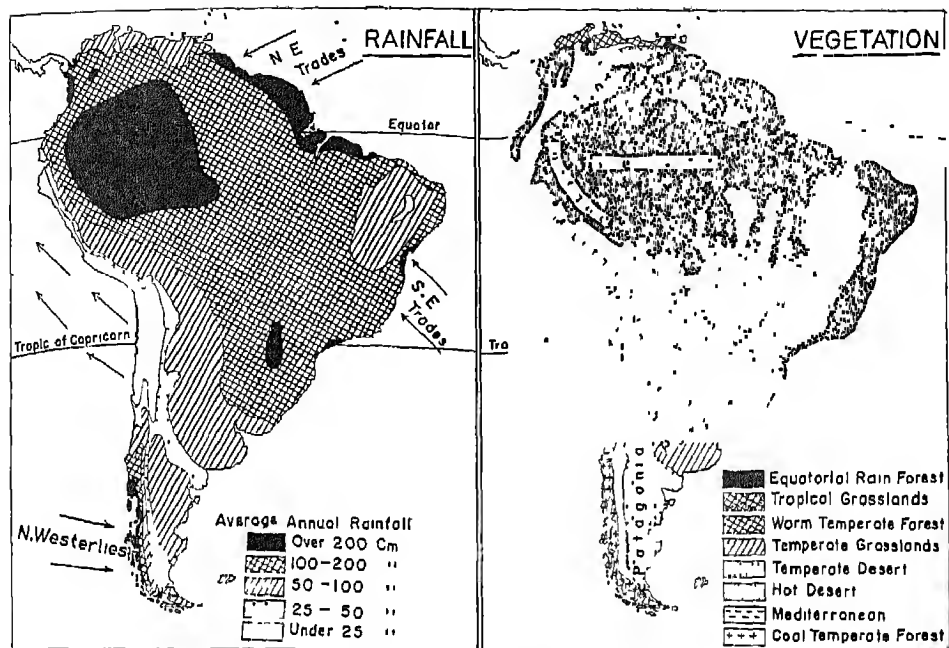 RAINFALL
N E
Trades
Equator
S.E
Trades
Tropic of Capricorn
N.Westerlies
Average Annual Rainfall
Over 200 Cm
100-200 "
50-100 "
25-50 "
Under 25 "
VEGETATION
Tro
Patagonia
Equatorial Rain Forest
Tropical Grasslands
Worm Temperate Forest
Temperate Grasslands
Temperate Desert
Hot Desert
Mediterranean
Cool Temperate Forest